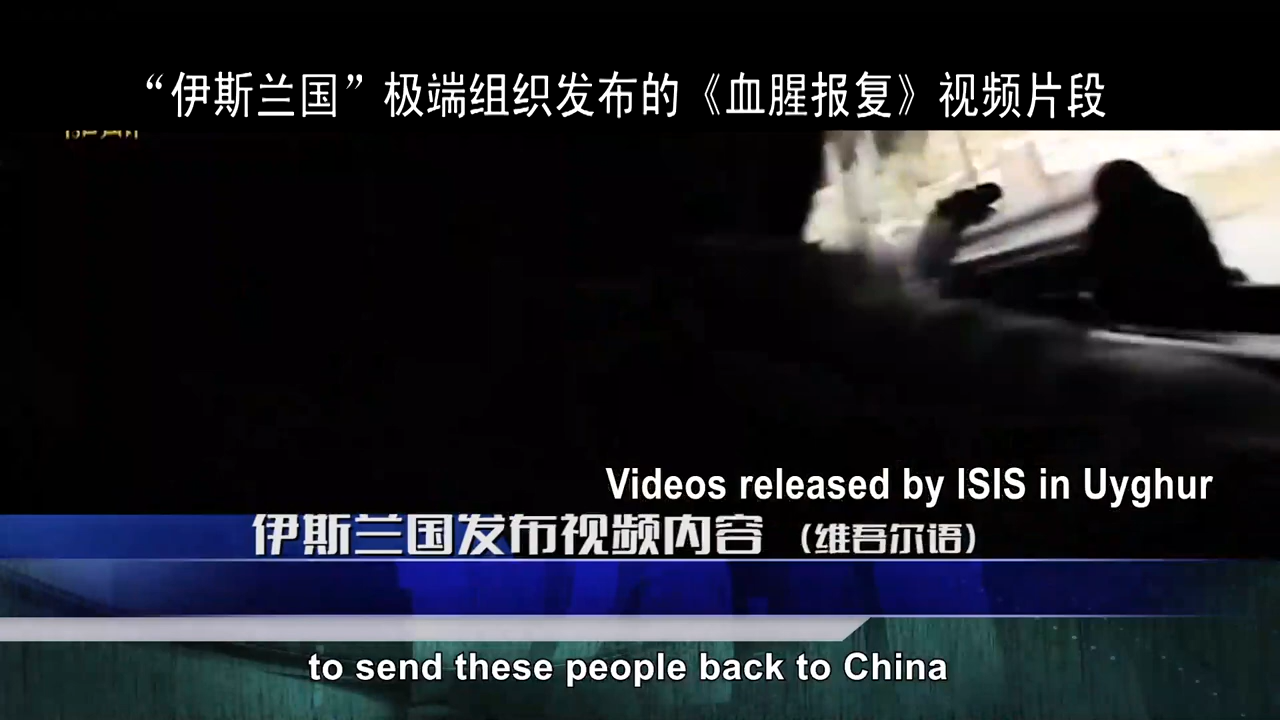 “伊斯兰国”极端组织发布的《血腥报复》视频片段
Videos released by ISIS in Uyghur
伊斯兰国发布视频内容（维吾尔语）
to send these people back to China